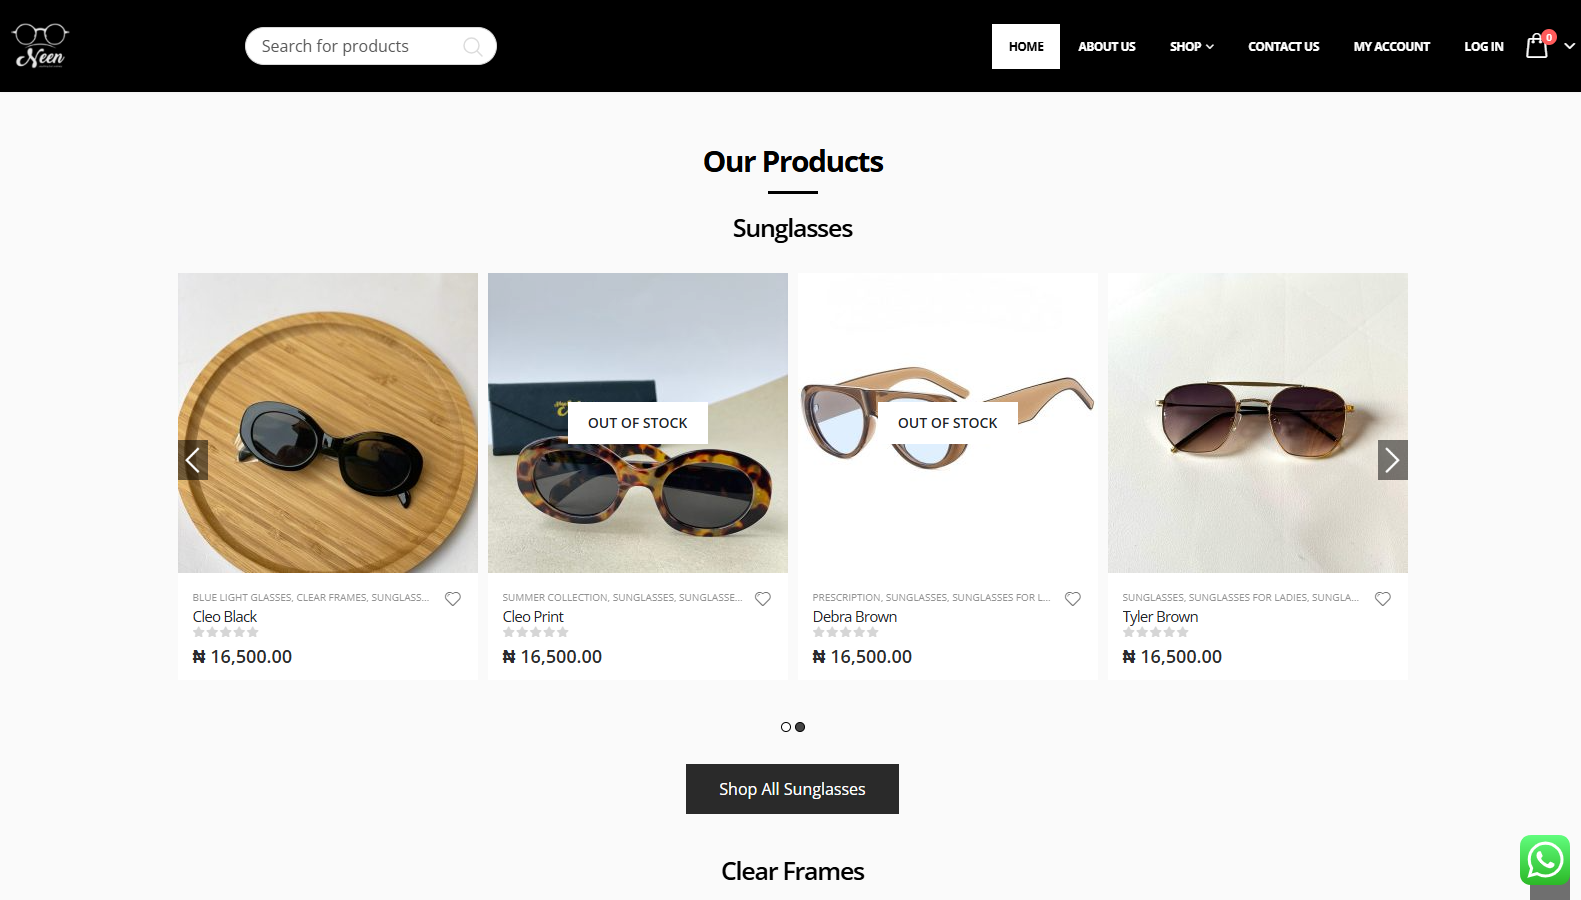 Neen
Search for products
HOME
ABOUT US
SHOP
CONTACT US
MY ACCOUNT
LOG IN
0
Our Products
Sunglasses
OUT OF STOCK
OUT OF STOCK
BLUE LIGHT GLASSES, CLEAR FRAMES, SUNGLASS...
Cleo Black
₦ 16,500.00
SUMMER COLLECTION, SUNGLASSES, SUNGLASSE...
Cleo Print
₦ 16,500.00
PRESCRIPTION, SUNGLASSES, SUNGLASSES FOR L...
Debra Brown
₦ 16,500.00
SUNGLASSES, SUNGLASSES FOR LADIES, SUNGLA...
Tyler Brown
₦ 16,500.00
Shop All Sunglasses
Clear Frames